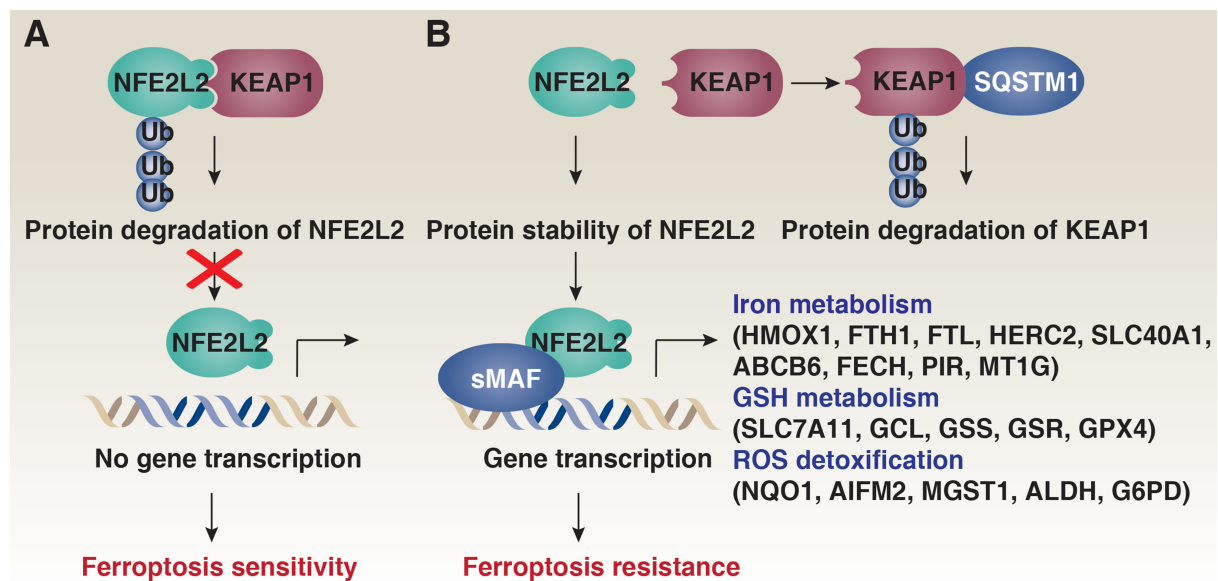 A
NFE2L2
KEAP1
Ub
Ub
Ub
Protein degradation of NFE2L2
NFE2L2
No gene transcription
Ferroptosis sensitivity
B
NFE2L2
KEAP1
KEAP1
SQSTM1
Ub
Ub
Ub
Protein stability of NFE2L2
Protein degradation of KEAP1
NFE2L2
sMAF
Gene transcription
Ferroptosis resistance
Iron metabolism
(HMOX1, FTH1, FTL, HERC2, SLC40A1,
ABCB6, FECH, PIR, MT1G)
GSH metabolism
(SLC7A11, GCL, GSS, GSR, GPX4)
ROS detoxification
(NQO1, AIFM2, MGST1, ALDH, G6PD)